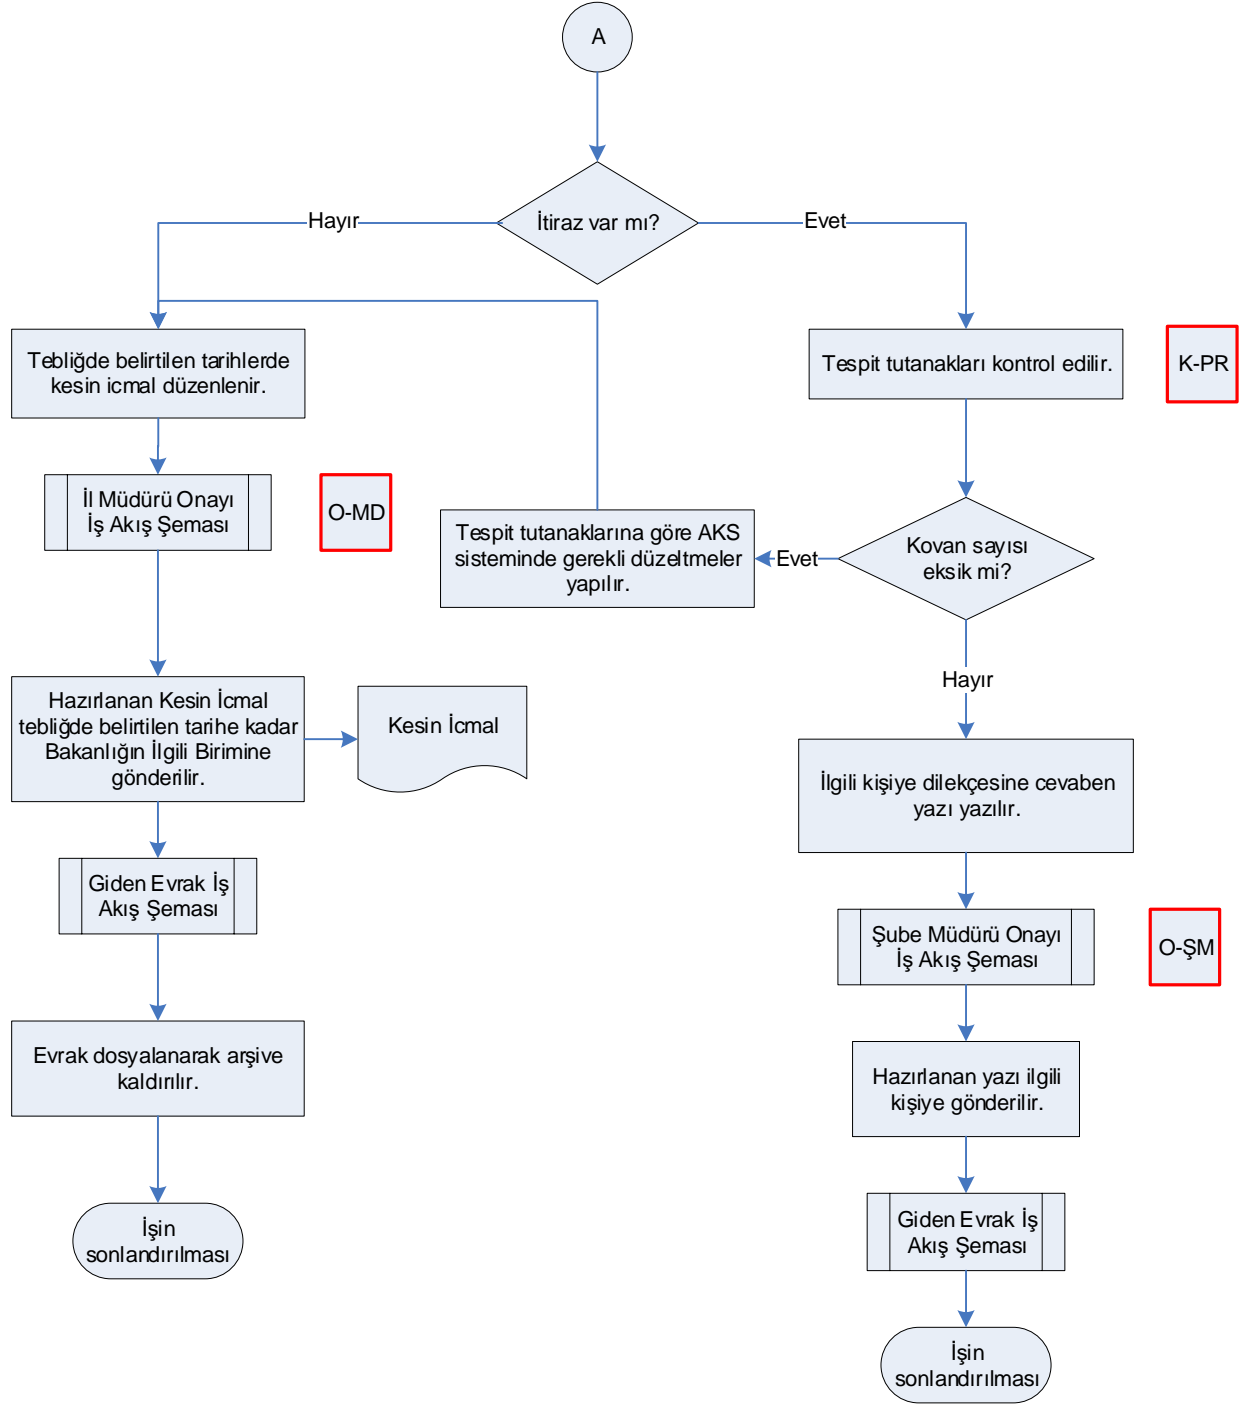 A
İtiraz var mı?
Hayır
Evet
Tebliğde belirtilen tarihlerde
kesin icmal düzenlenir.
Tespit tutanakları kontrol edilir.
K-PR
İl Müdürü Onayı
İş Akış Şeması
O-MD
Tespit tutanaklarına göre AKS
sisteminde gerekli düzeltmeler
yapılır.
Evet
Kovan sayısı
eksik mi?
Hayır
Hazırlanan Kesin İcmal
tebliğde belirtilen tarihe kadar
Bakanlığın İlgili Birimine
gönderilir.
Kesin İcmal
İlgili kişiye dilekçesine cevaben
yazı yazılır.
Giden Evrak İş
Akış Şeması
Şube Müdürü Onayı
İş Akış Şeması
O-ŞM
Evrak dosyalanarak arşive
kaldırılır.
Hazırlanan yazı ilgili
kişiye gönderilir.
İşin
sonlandırılması
Giden Evrak İş
Akış Şeması
İşin
sonlandırılması